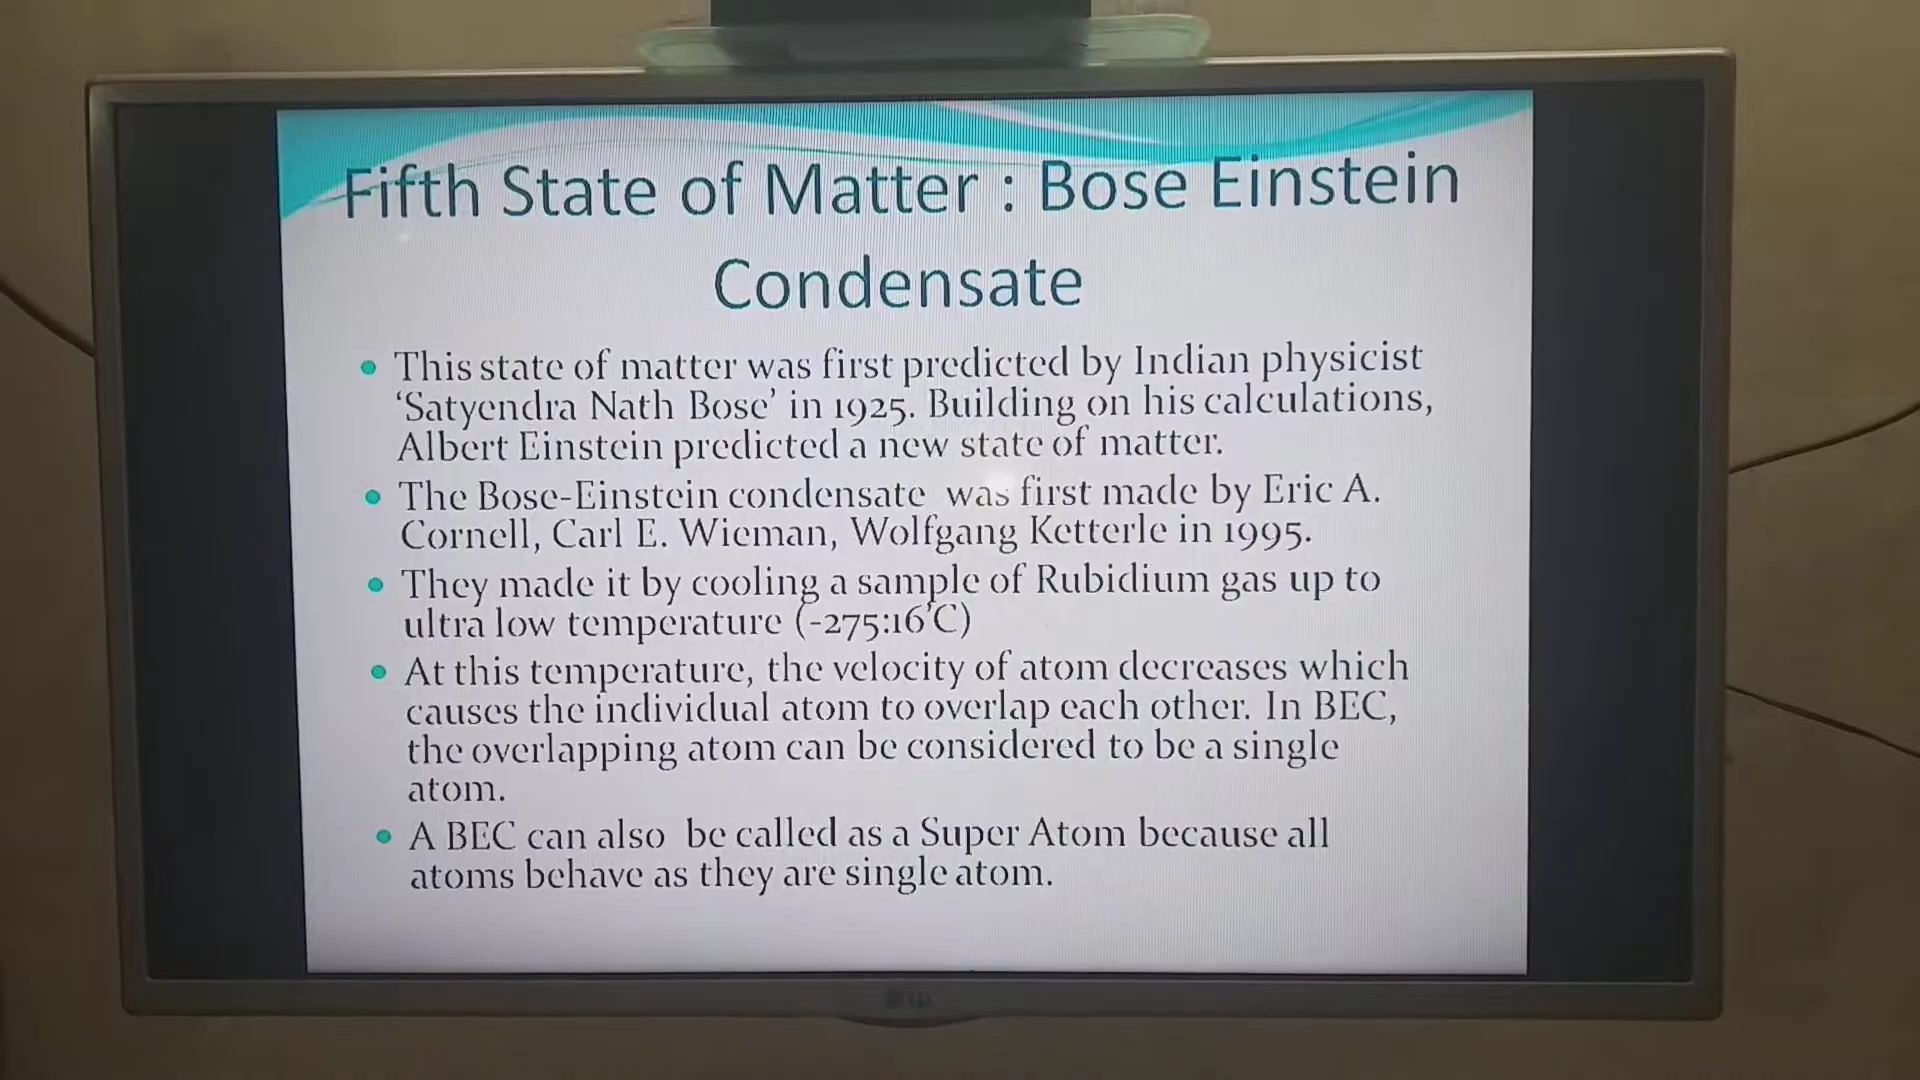 Fifth State of Matter : Bose Einstein
Condensate
• This state of matter was first predicted by Indian physicist
‘Satyendra Nath Bose’ in 1925. Building on his calculations,
Albert Einstein predicted a new state of matter.
• The Bose-Einstein condensate was first made by Eric A.
Cornell, Carl E. Wieman, Wolfgang Ketterle in 1995.
• They made it by cooling a sample of Rubidium gas up to
ultra low temperature (-275:16°C)
• At this temperature, the velocity of atom decreases which
causes the individual atom to overlap each other. In BEC,
the overlapping atom can be considered to be a single
atom.
• A BEC can also be called as a Super Atom because all
atoms behave as they are single atom.
LG